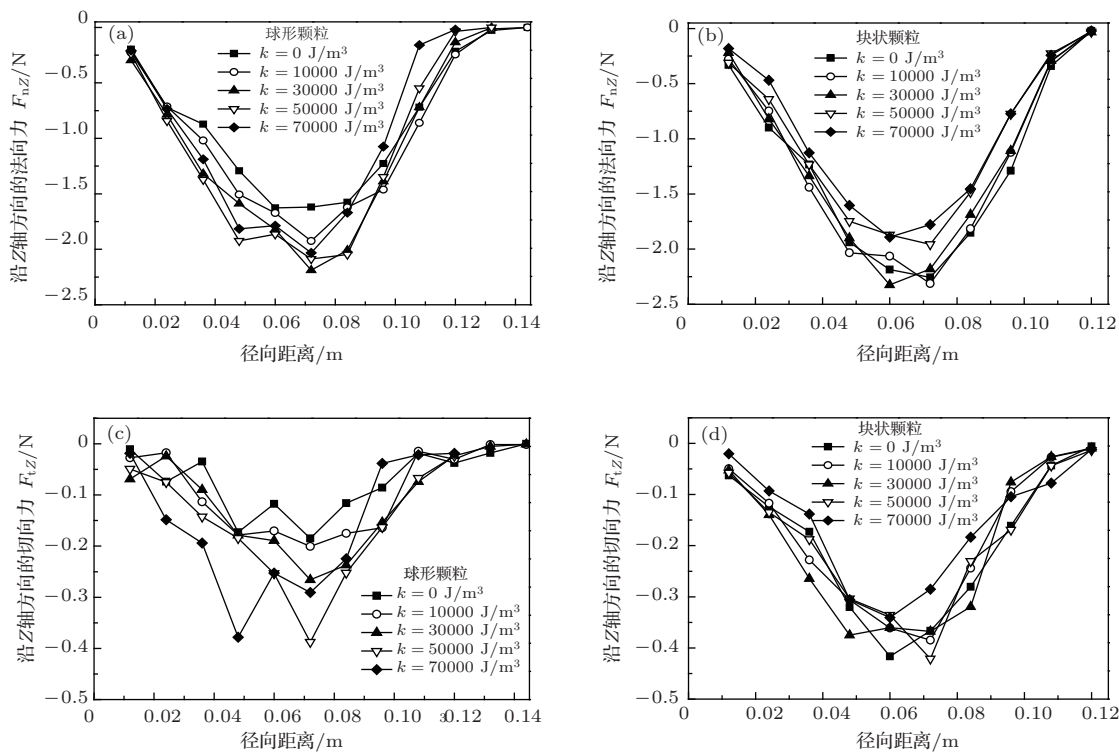 (a)
球形颗粒
k = 0 J/m³
k = 10000 J/m³
k = 30000 J/m³
k = 50000 J/m³
k = 70000 J/m³
沿Z轴方向的法向力 FnZ/N
0
−0.5
−1.0
−1.5
−2.0
−2.5
0 0.02 0.04 0.06 0.08 0.10 0.12 0.14
径向距离/m
(b)
块状颗粒
k = 0 J/m³
k = 10000 J/m³
k = 30000 J/m³
k = 50000 J/m³
k = 70000 J/m³
沿Z轴方向的法向力 FnZ/N
0
−0.5
−1.0
−1.5
−2.0
−2.5
0 0.02 0.04 0.06 0.08 0.10 0.12
径向距离/m
(c)
球形颗粒
k = 0 J/m³
k = 10000 J/m³
k = 30000 J/m³
k = 50000 J/m³
k = 70000 J/m³
沿Z轴方向的切向力 FtZ/N
0
−0.1
−0.2
−0.3
−0.4
−0.5
0 0.02 0.04 0.06 0.08 0.10 0.12 0.14
径向距离/m
(d)
块状颗粒
k = 0 J/m³
k = 10000 J/m³
k = 30000 J/m³
k = 50000 J/m³
k = 70000 J/m³
沿Z轴方向的切向力 FtZ/N
0
−0.1
−0.2
−0.3
−0.4
−0.5
0 0.02 0.04 0.06 0.08 0.10 0.12
径向距离/m